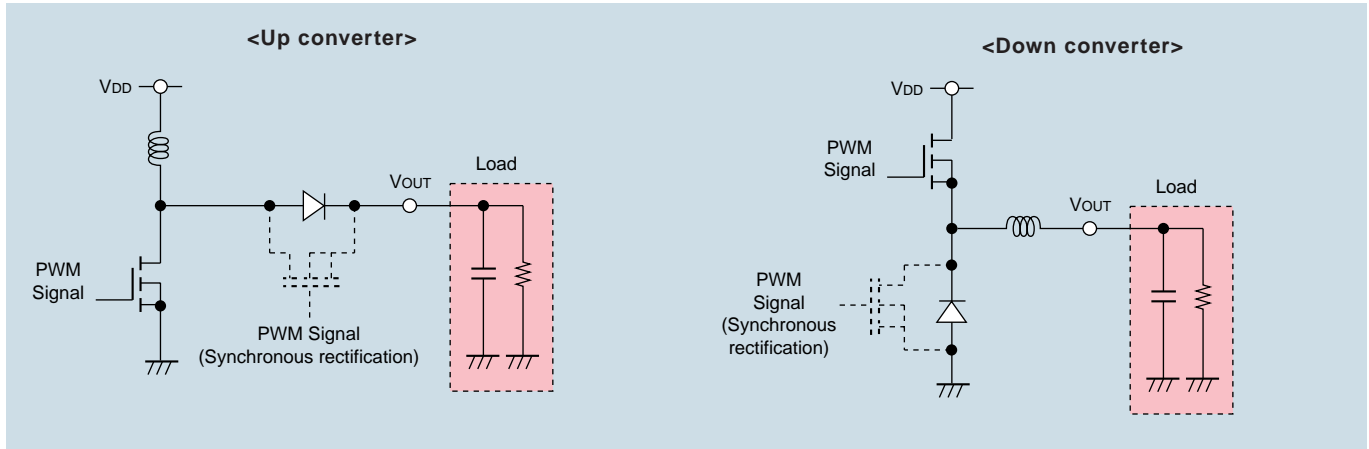 <Up converter>
VDD
PWM
Signal
Load
VOUT
PWM Signal
(Synchronous rectification)
<Down converter>
VDD
PWM
Signal
Load
VOUT
PWM
Signal
(Synchronous
rectification)